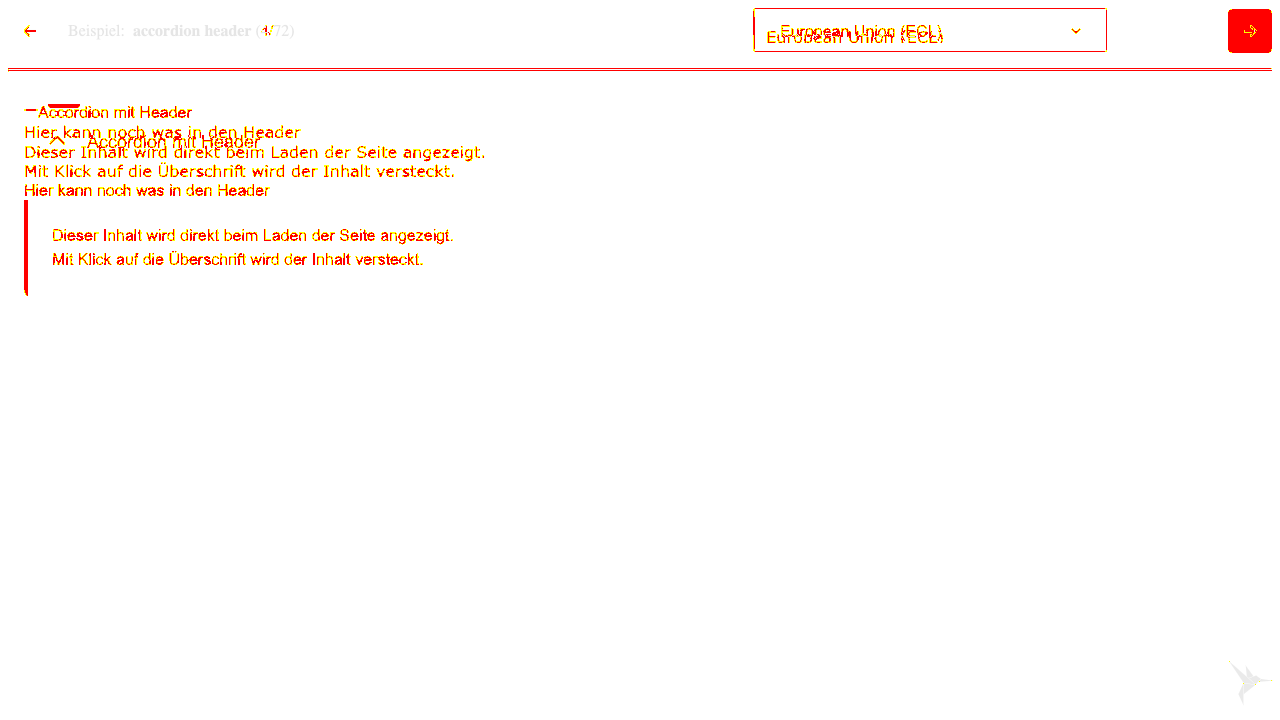 Beispiel: accordion header (/72)
European Union (ECL)
European Union (ECL)
Accordion mit Header
Hier kann noch was in den Header
Accordion mit Header
Dieser Inhalt wird direkt beim Laden der Seite angezeigt.
Mit Klick auf die Überschrift wird der Inhalt versteckt.
Hier kann noch was in den Header
Dieser Inhalt wird direkt beim Laden der Seite angezeigt.
Mit Klick auf die Überschrift wird der Inhalt versteckt.